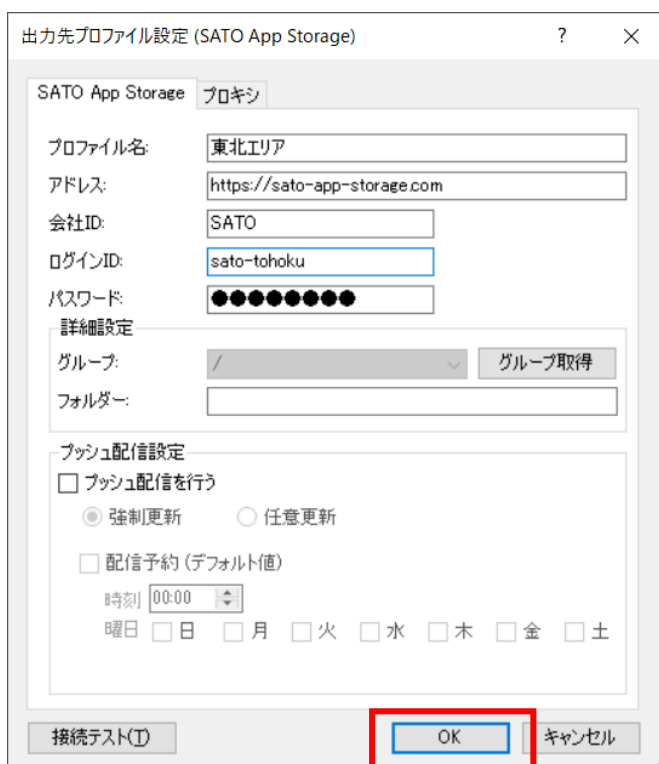 出力先プロファイル設定 (SATO App Storage) ? ×
SATO App Storage プロキシ
プロファイル名: 東北エリア
アドレス: https://sato-app-storage.com
会社ID: SATO
ログインID: sato-tohoku
パスワード: ●●●●●●●●
詳細設定
グループ: / グループ取得
フォルダー:
プッシュ配信設定
プッシュ配信を行う
強制更新 任意更新
配信予約 (デフォルト値)
時刻 00:00
曜日 日 月 火 水 木 金 土
接続テスト(T) OK キャンセル